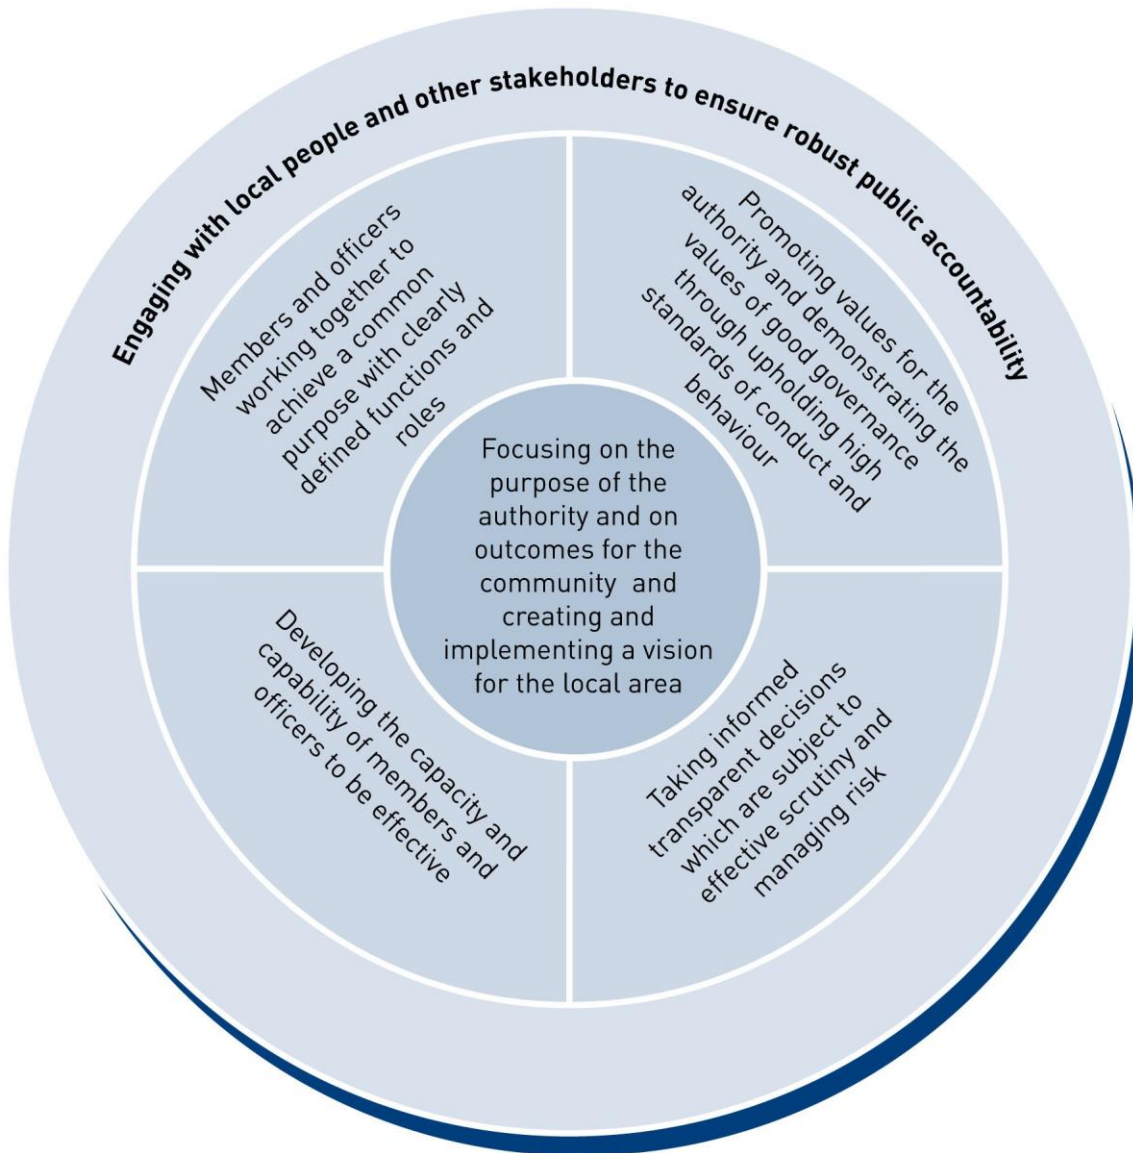 Engaging with local people and other stakeholders to ensure robust public accountability
Members and officers
working together to
achieve a common
purpose with clearly
defined functions and
roles
Promoting values for the
authority and demonstrating the
values of good governance
through upholding high
standards of conduct and
behaviour
Focusing on the
purpose of the
authority and on
outcomes for the
community and
creating and
implementing a vision
for the local area
Developing the capacity and
capability of members and
officers to be effective
Taking informed
transparent decisions
which are subject to
effective scrutiny and
managing risk